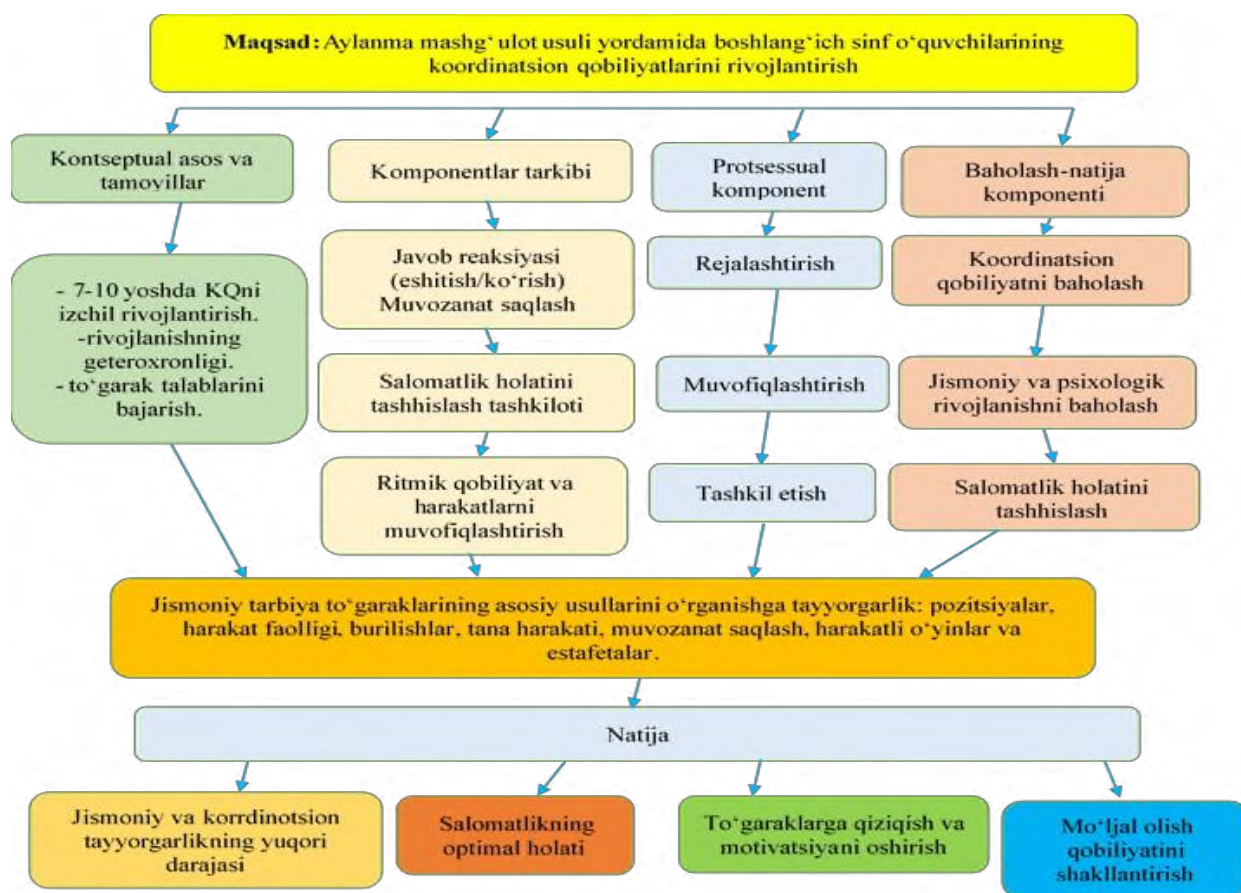 Maqsad: Aylanma mashg‘ ulot usuli yordamida boshlang‘ich sinf o‘quvchilarining
koordinatsion qobiliyatlarini rivojlantirish
Kontseptual asos va
tamoyillar
Komponentlar tarkibi
Protsessual
komponent
Baholash-natija
komponenti
- 7-10 yoshda KQni
izchil rivojlantirish.
-rivojlanishning
geteroxronligi.
- to‘garak talablarini
bajarish.
Javob reaksiyasi
(eshitish/ko‘rish)
Muvozanat saqlash
Rejalashtirish
Koordinatsion
qobiliyatni baholash
Salomatlik holatini
tashhislash tashkiloti
Muvofiqlashtirish
Jismoniy va psixologik
rivojlanishni baholash
Ritmik qobiliyat va
harakatlarni
muvofiqlashtirish
Tashkil etish
Salomatlik holatini
tashhislash
Jismoniy tarbiya to‘garaklarining asosiy usullarini o‘rganishga tayyorgarlik: pozitsiyalar,
harakat faolligi, burilishlar, tana harakati, muvozanat saqlash, harakatli o‘yinlar va
estafetalar.
Natija
Jismoniy va korrdinotsion
tayyorgarlikning yuqori
darajasi
Salomatlikning
optimal holati
To‘garaklarga qiziqish va
motivatsiyani oshirish
Mo‘ljal olish
qobiliyatini
shakllantirish